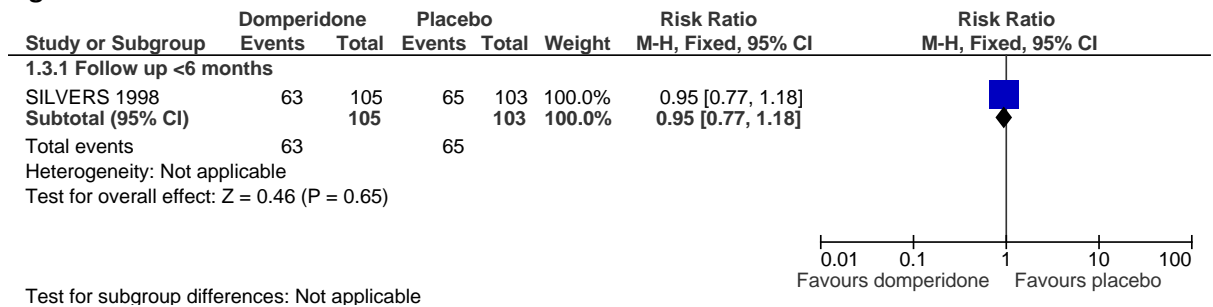 Domperidone Placebo Risk Ratio Risk Ratio
Study or Subgroup Events Total Events Total Weight M-H, Fixed, 95% CI M-H, Fixed, 95% CI
1.3.1 Follow up <6 months
SILVERS 1998 63 105 65 103 100.0% 0.95 [0.77, 1.18]
Subtotal (95% CI) 105 103 100.0% 0.95 [0.77, 1.18]
Total events 63 65
Heterogeneity: Not applicable
Test for overall effect: Z = 0.46 (P = 0.65)
0.01 0.1 1 10 100
Favours domperidone Favours placebo
Test for subgroup differences: Not applicable